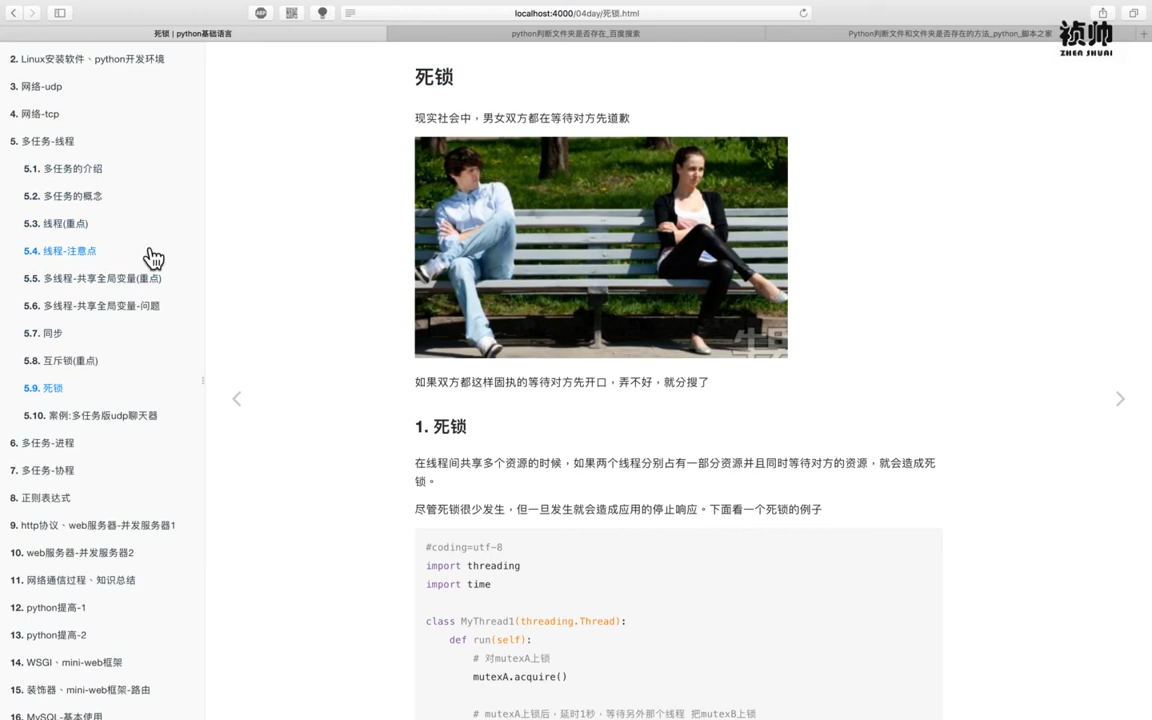 localhost:4000/04day/死锁.html
死锁 | python基础语言
python判断文件夹是否存在_百度搜索
Python判断文件和文件夹是否存在的方法_python_脚本之家
祯帅
ZHEN SHUAI
2. Linux安装软件、python开发环境
3. 网络-udp
4. 网络-tcp
5. 多任务-线程
5.1. 多任务的介绍
5.2. 多任务的概念
5.3. 线程(重点)
5.4. 线程-注意点
5.5. 多线程-共享全局变量(重点)
5.6. 多线程-共享全局变量-问题
5.7. 同步
5.8. 互斥锁(重点)
5.9. 死锁
5.10. 案例:多任务版udp聊天器
6. 多任务-进程
7. 多任务-协程
8. 正则表达式
9. http协议、web服务器-并发服务器1
10. web服务器-并发服务器2
11. 网络通信过程、知识总结
12. python提高-1
13. python提高-2
14. WSGI、mini-web框架
15. 装饰器、mini-web框架-路由
16. MySQL-基本使用
死锁
现实社会中，男女双方都在等待对方先道歉
如果双方都这样固执的等待对方先开口，弄不好，就分搜了
1. 死锁
在线程间共享多个资源的时候，如果两个线程分别占有一部分资源并且同时等待对方的资源，就会造成死
锁。
尽管死锁很少发生，但一旦发生就会造成应用的停止响应。下面看一个死锁的例子
#coding=utf-8
import threading
import time
class MyThread1(threading.Thread):
def run(self):
# 对mutexA上锁
mutexA.acquire()
# mutexA上锁后，延时1秒，等待另外那个线程 把mutexB上锁